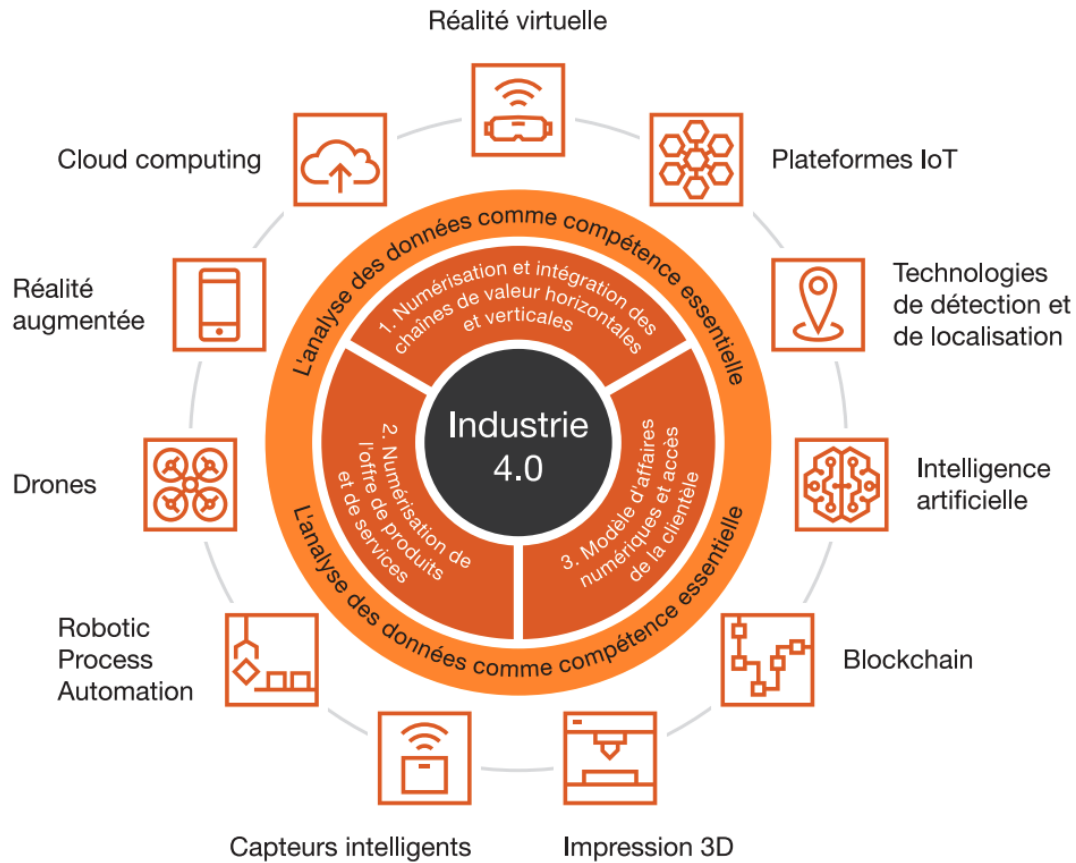 Réalité virtuelle
Cloud computing
Plateformes IoT
L'analyse des données comme compétence essentielle
1. Numérisation et intégration des
chaînes de valeur horizontales
et verticales
Réalité
augmentée
Technologies
de détection et
de localisation
Industrie
4.0
2. Numérisation de
l'offre de produits
et de services
3. Modèle d'affaires
numériques et accès
de la clientèle
Drones
Intelligence
artificielle
L'analyse des données comme compétence essentielle
Robotic
Process
Automation
Blockchain
Capteurs intelligents
Impression 3D